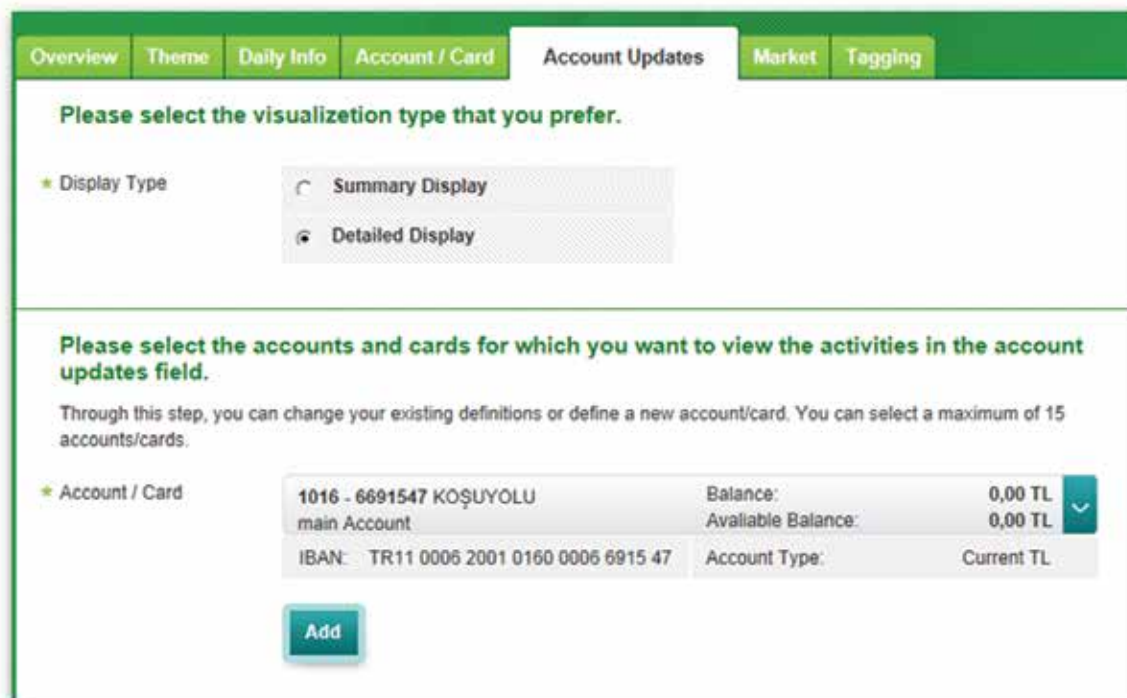 Overview Theme Daily Info Account / Card Account Updates Market Tagging
Please select the visualizetion type that you prefer.
* Display Type
Summary Display
Detailed Display
Please select the accounts and cards for which you want to view the activities in the account
updates field.
Through this step, you can change your existing definitions or define a new account/card. You can select a maximum of 15
accounts/cards.
* Account / Card
1016 - 6691547 KOŞUYOLU Balance: 0,00 TL
main Account Avaliable Balance: 0,00 TL
IBAN: TR11 0006 2001 0160 0006 6915 47 Account Type: Current TL
Add